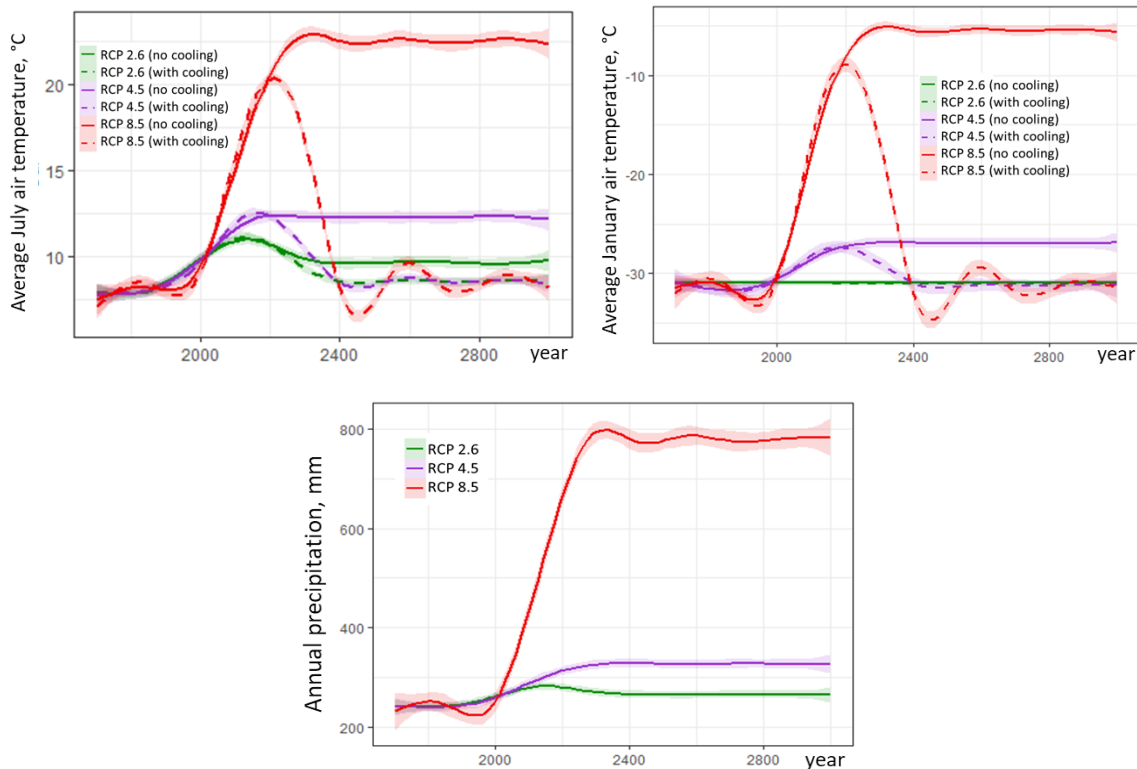 Average July air temperature, °C
20
15
10
RCP 2.6 (no cooling)
RCP 2.6 (with cooling)
RCP 4.5 (no cooling)
RCP 4.5 (with cooling)
RCP 8.5 (no cooling)
RCP 8.5 (with cooling)
2000
2400
2800
year
Average January air temperature, °C
-10
-20
-30
RCP 2.6 (no cooling)
RCP 2.6 (with cooling)
RCP 4.5 (no cooling)
RCP 4.5 (with cooling)
RCP 8.5 (no cooling)
RCP 8.5 (with cooling)
2000
2400
2800
year
Annual precipitation, mm
800
600
400
200
RCP 2.6
RCP 4.5
RCP 8.5
2000
2400
2800
year